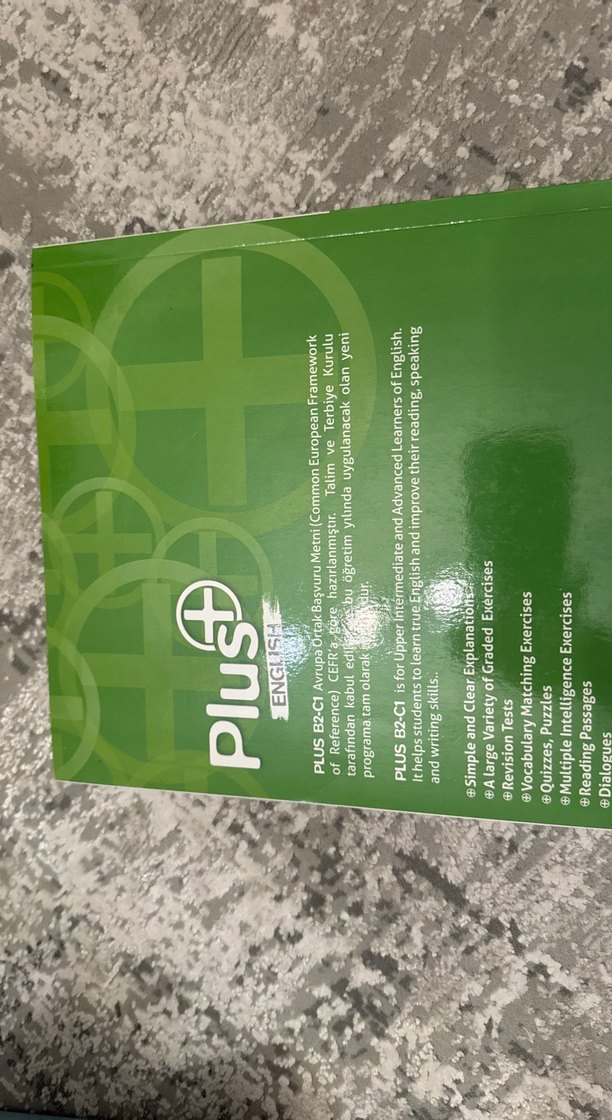 Plus
ENGLISH
PLUS B2-C1 Avrupa Ortak Başvuru Metni (Common European Framework
of Reference) CEFR'a göre hazırlanmıştır. Talim ve Terbiye Kurulu
tarafından kabul bu öğretim yılında uygulanacak olan yeni
programa tam olarak
PLUS B2-C1 is for Upper Intermediate and Advanced Learners of English.
It helps students to learn true English and improve their reading, speaking
and writing skills.
⊕ Simple and Clear Explanations
⊕ A large Variety of Graded Exercises
⊕ Revision Tests
⊕ Vocabulary Matching Exercises
⊕ Quizzes, Puzzles
⊕ Multiple Intelligence Exercises
⊕ Reading Passages
⊕ Dialogues